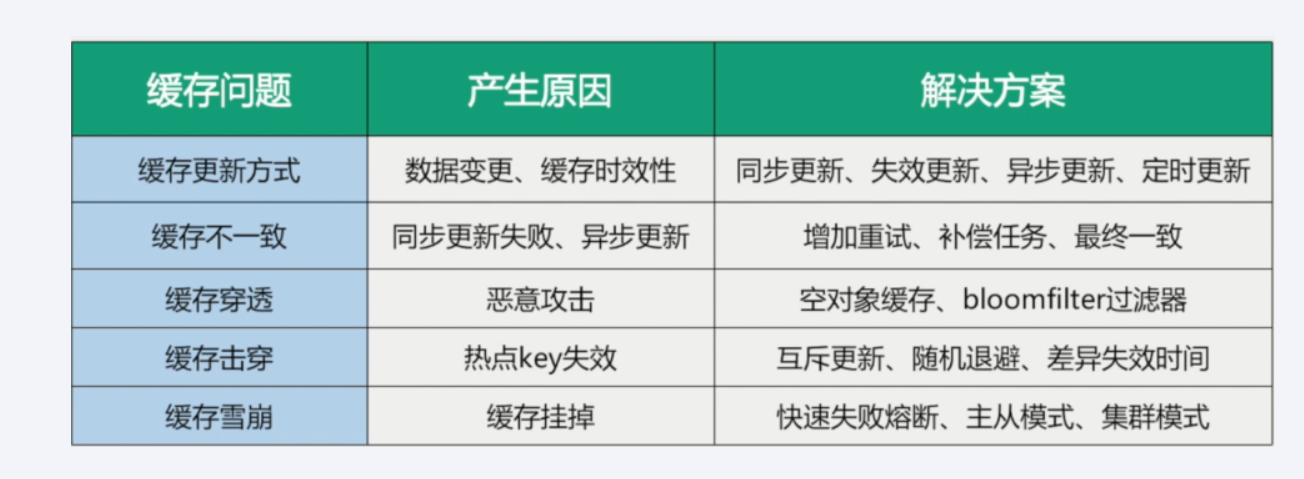 缓存问题 产生原因 解决方案
缓存更新方式 数据变更、缓存时效性 同步更新、失效更新、异步更新、定时更新
缓存不一致 同步更新失败、异步更新 增加重试、补偿任务、最终一致
缓存穿透 恶意攻击 空对象缓存、bloomfilter过滤器
缓存击穿 热点key失效 互斥更新、随机退避、差异失效时间
缓存雪崩 缓存挂掉 快速失败熔断、主从模式、集群模式